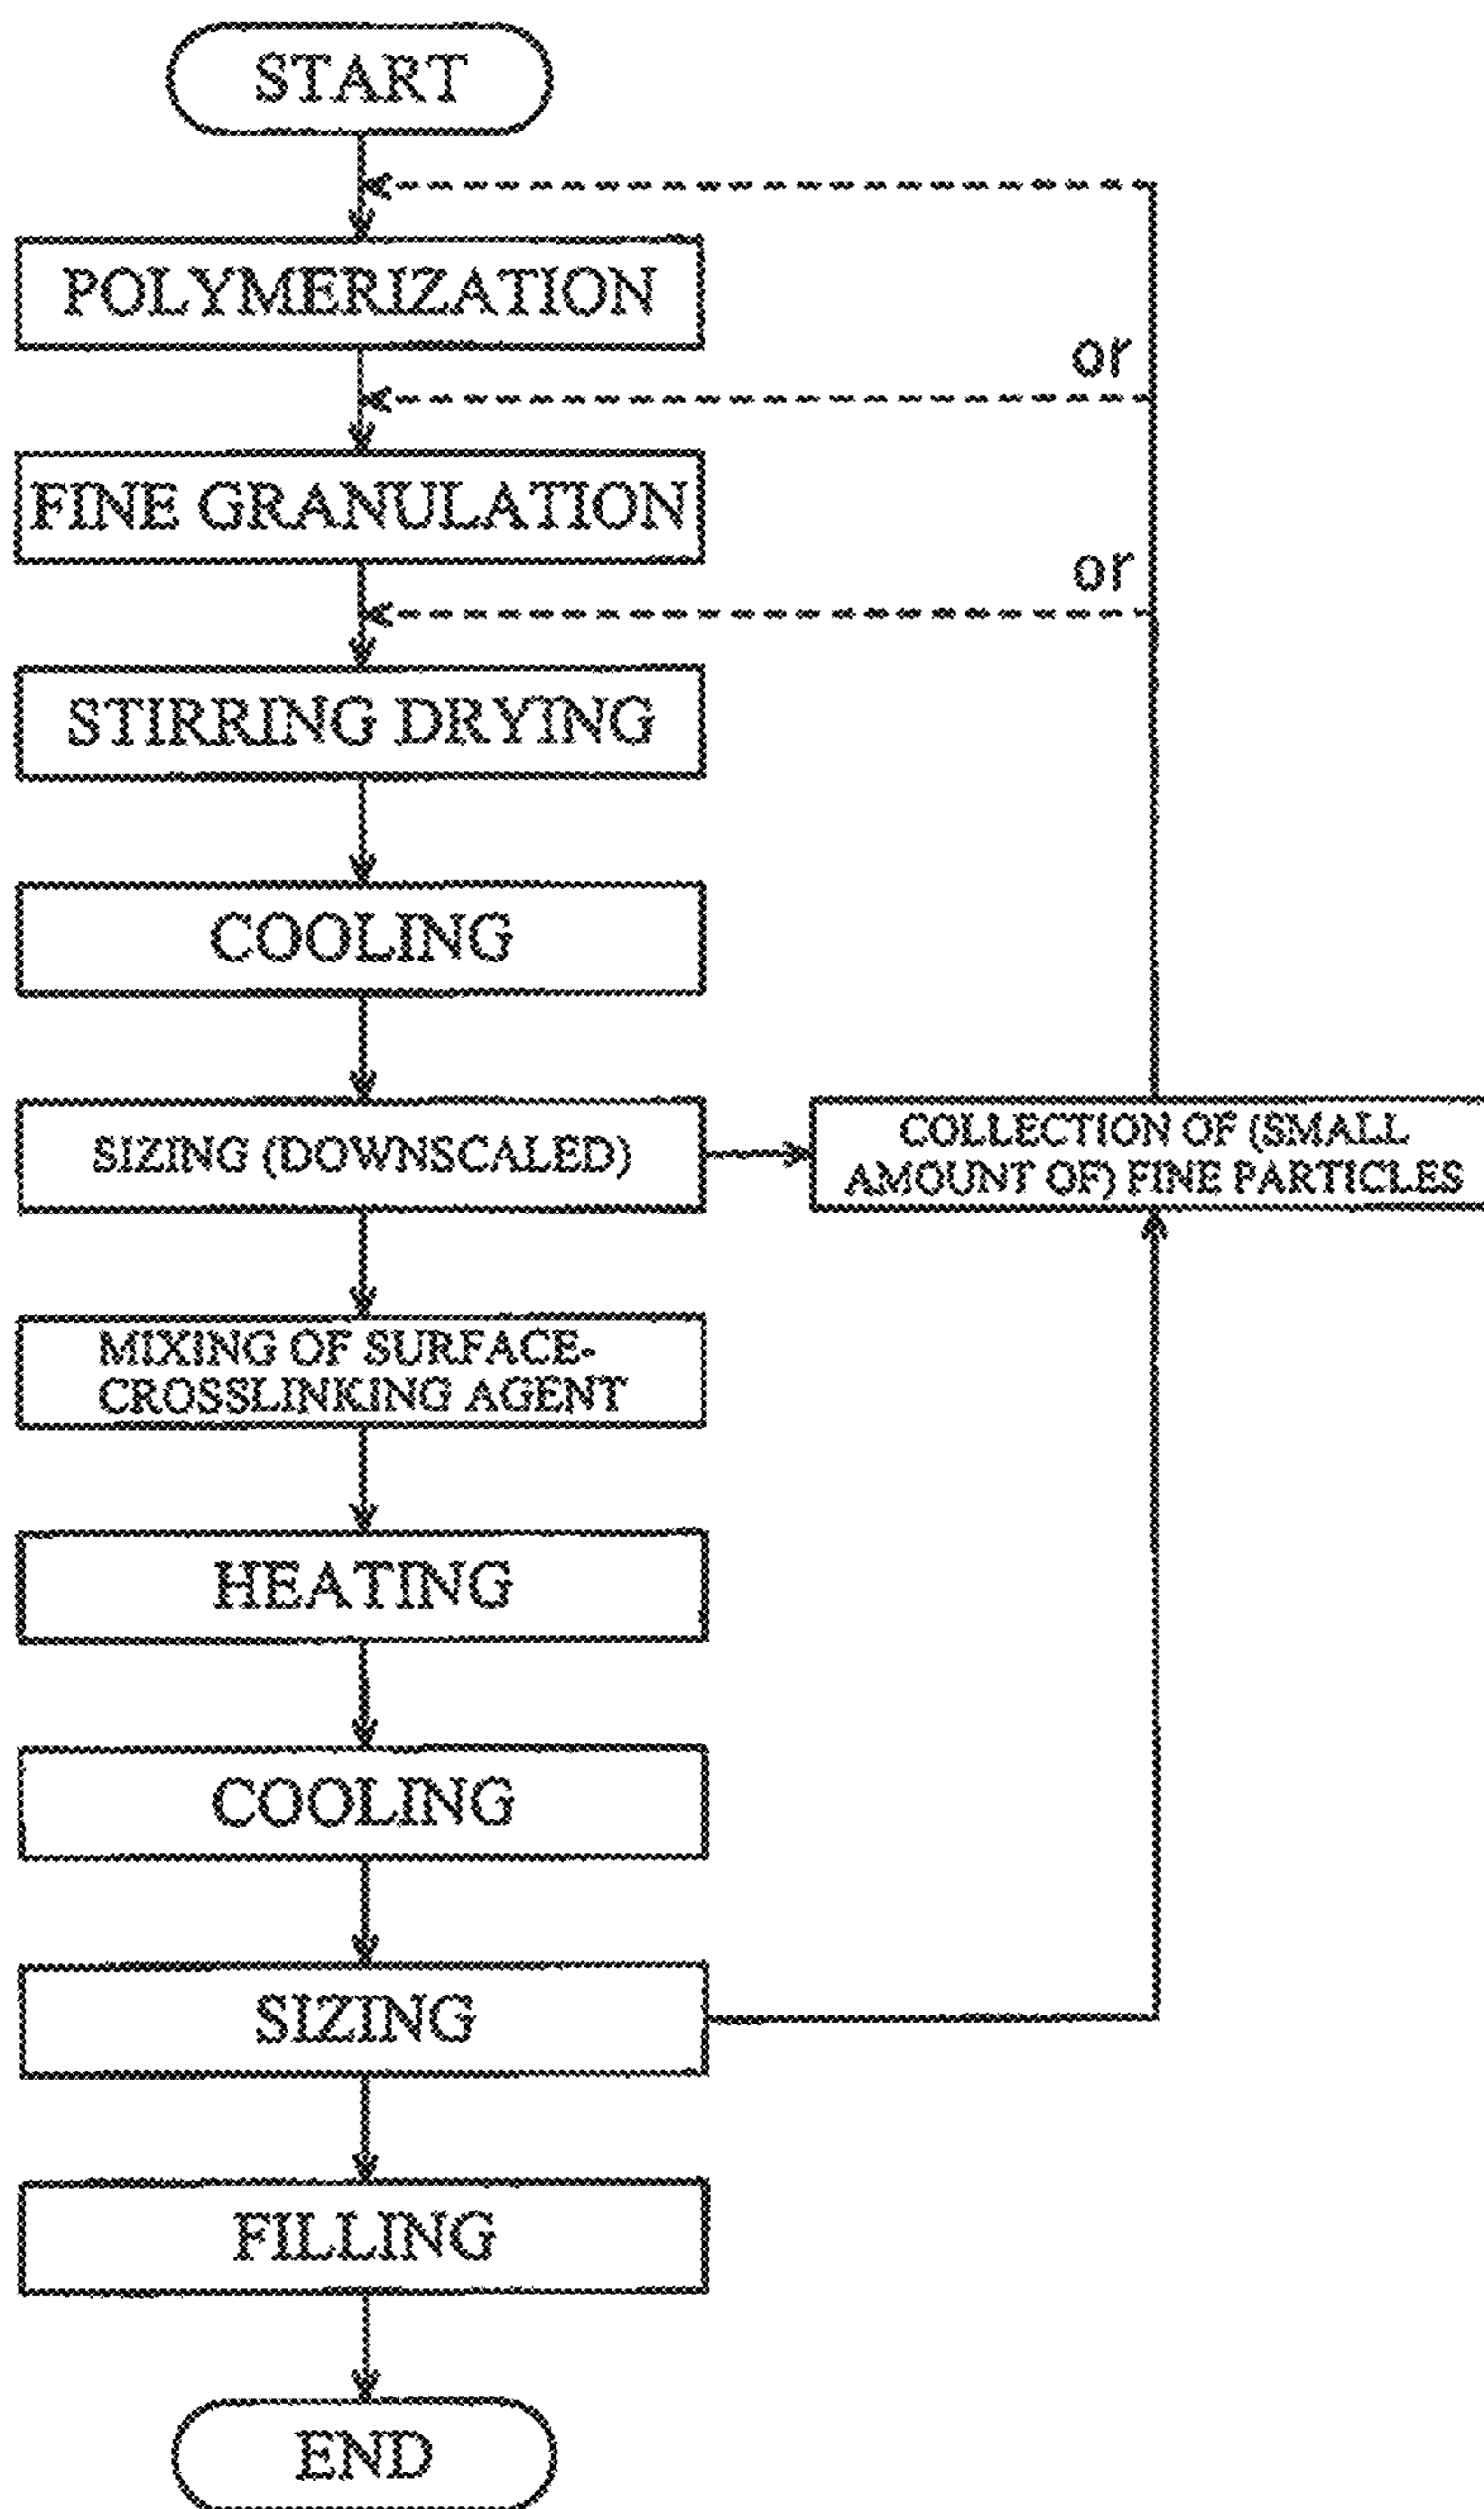 START
POLYMERIZATION
or
FINE GRANULATION
or
STIRRING DRYING
COOLING
SIZING (DOWNSCALED)
COLLECTION OF (SMALL
AMOUNT OF) FINE PARTICLES
MIXING OF SURFACE-
CROSSLINKING AGENT
HEATING
COOLING
SIZING
FILLING
END